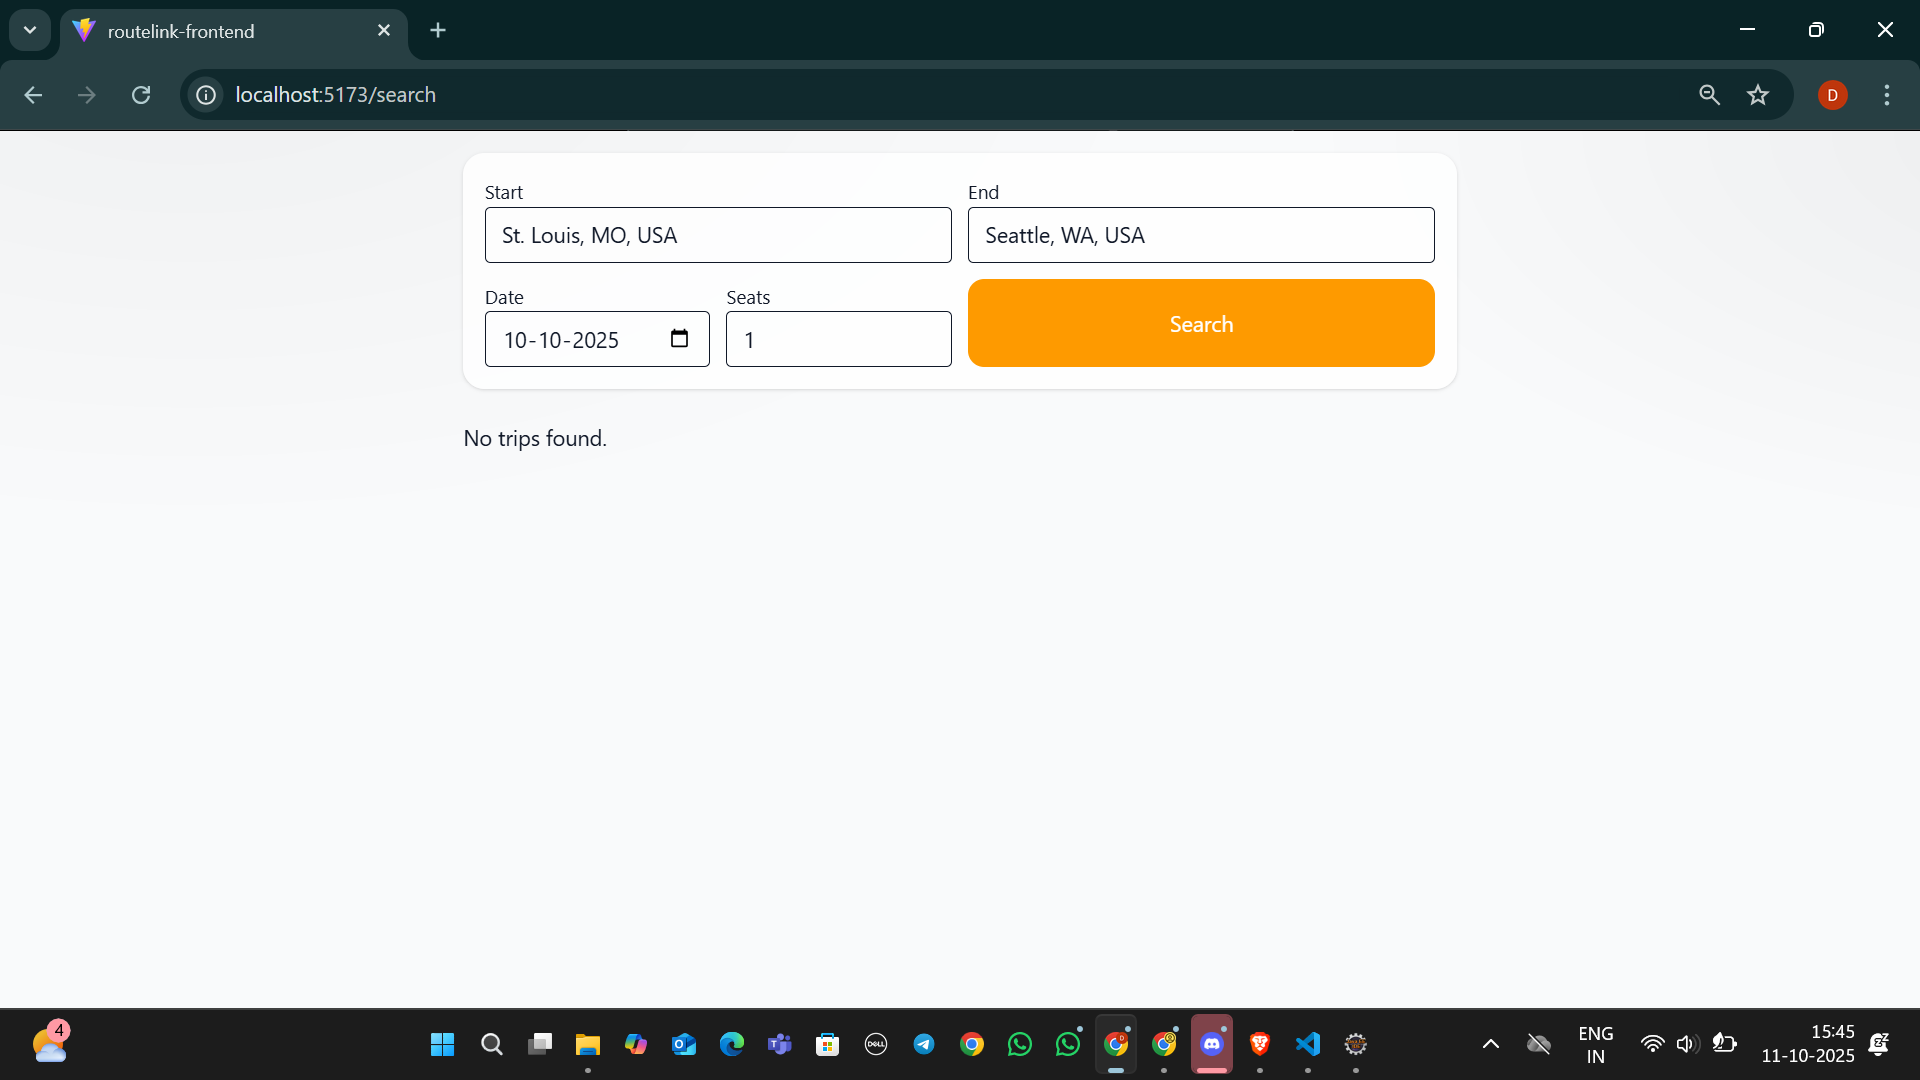 routelink-frontend
localhost:5173/search
D
Start
End
St. Louis, MO, USA
Seattle, WA, USA
Date
Seats
10-10-2025
1
Search
No trips found.
4
DELL
ENG
IN
15:45
11-10-2025